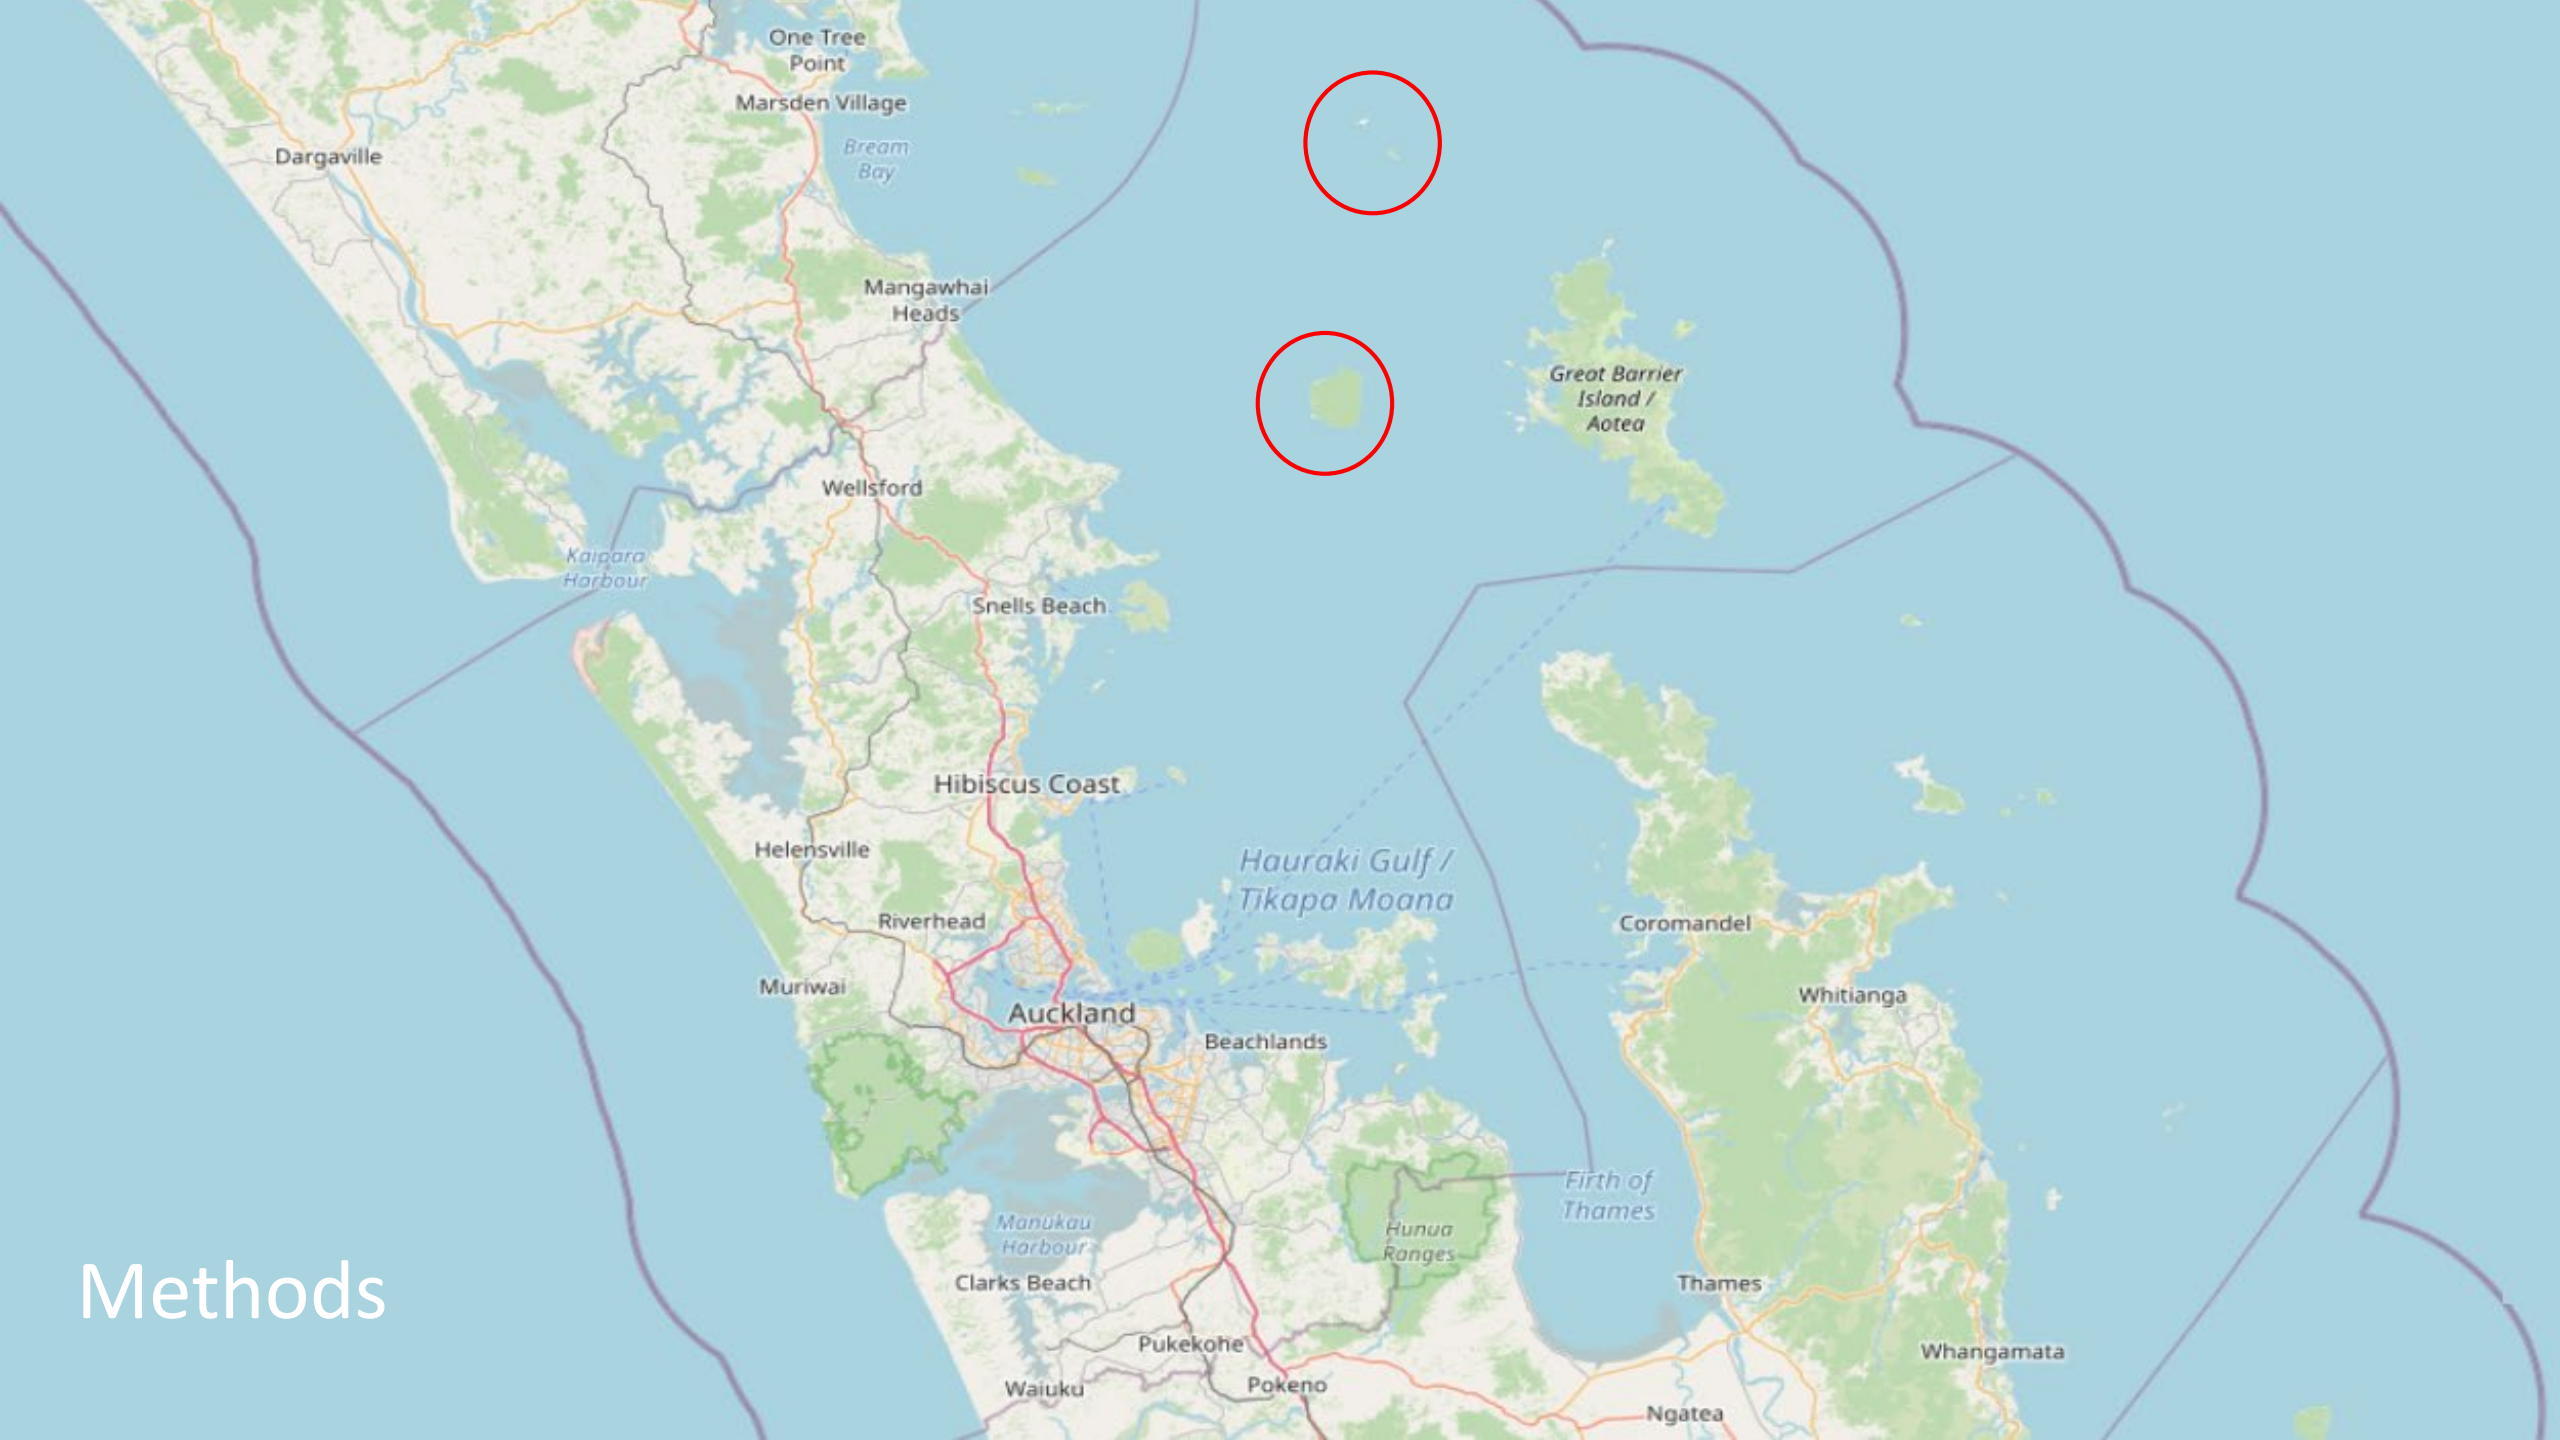 One Tree
Point
Marsden Village
Dargaville
Bream
Bay
Mangawhai
Heads
Great Barrier
Island /
Aotea
Wellsford
Kaipara
Harbour
Snells Beach
Hibiscus Coast
Helensville
Hauraki Gulf /
Tīkapa Moana
Riverhead
Coromandel
Muriwai
Whitianga
Auckland
Beachlands
Firth of
Thames
Manukau
Harbour
Hunua
Ranges
Methods
Clarks Beach
Thames
Pukekohe
Whangamata
Waiuku
Pokeno
Ngatea